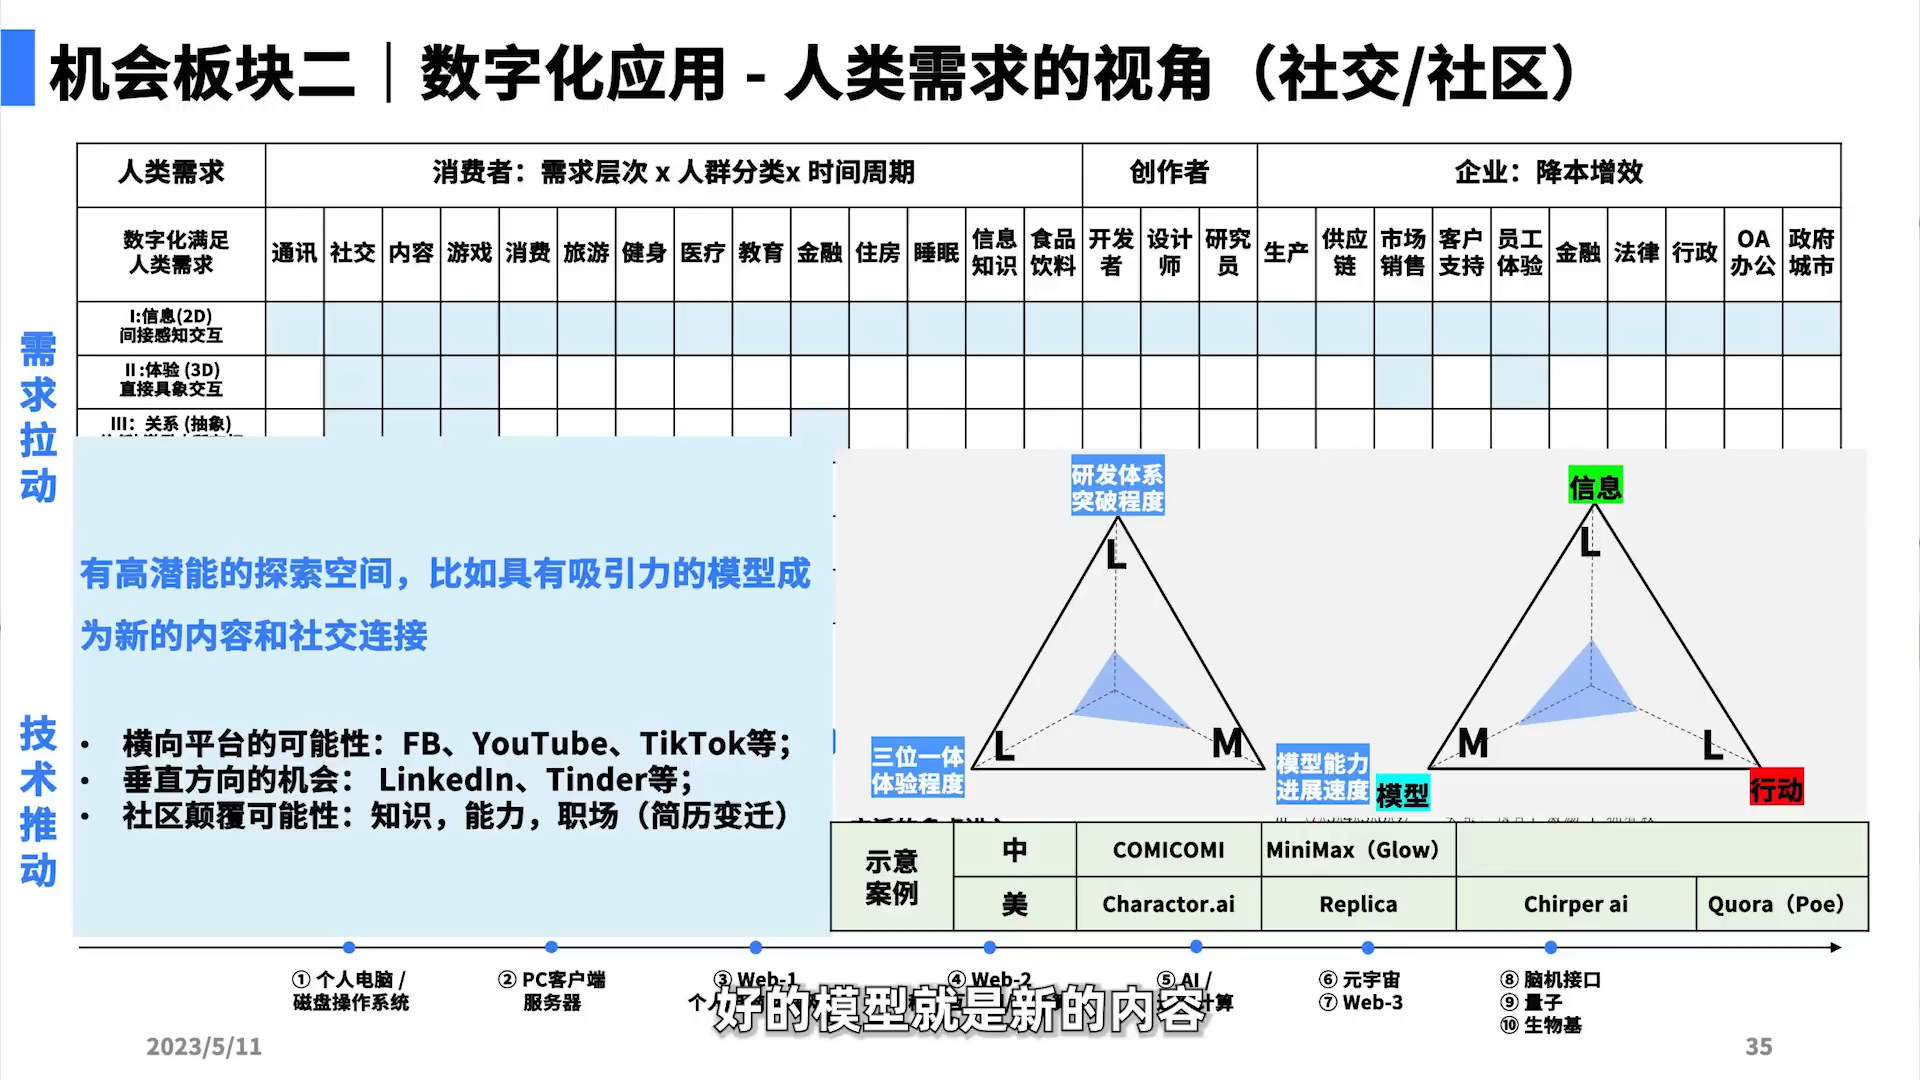 机会板块二｜数字化应用 - 人类需求的视角（社交/社区）
人类需求
消费者：需求层次 x 人群分类x 时间周期
创作者
企业：降本增效
数字化满足
人类需求
通讯
社交
内容
游戏
消费
旅游
健身
医疗
教育
金融
住房
睡眠
信息
知识
食品
饮料
开发
者
设计
师
研究
员
生产
供应
链
市场
销售
客户
支持
员工
体验
金融
法律
行政
OA
办公
政府
城市
I:信息(2D)
间接感知交互
II :体验 (3D)
直接具象交互
III：关系 (抽象)
需求拉动
技术推动
有高潜能的探索空间，比如具有吸引力的模型成
为新的内容和社交连接
• 横向平台的可能性：FB、YouTube、TikTok等；
• 垂直方向的机会： LinkedIn、Tinder等；
• 社区颠覆可能性：知识，能力，职场（简历变迁）
研发体系
突破程度
L
三位一体
体验程度
L
M
模型能力
进展速度
信息
L
M
L
模型
行动
示意
案例
中
COMICOMI
MiniMax（Glow）
美
Charactor.ai
Replica
Chirper ai
Quora（Poe）
① 个人电脑 /
磁盘操作系统
② PC客户端
服务器
③ Web-1
④ Web-2
⑤ AI /
计算
⑥ 元宇宙
⑦ Web-3
⑧ 脑机接口
⑨ 量子
⑩ 生物基
好的模型就是新的内容
2023/5/11
35